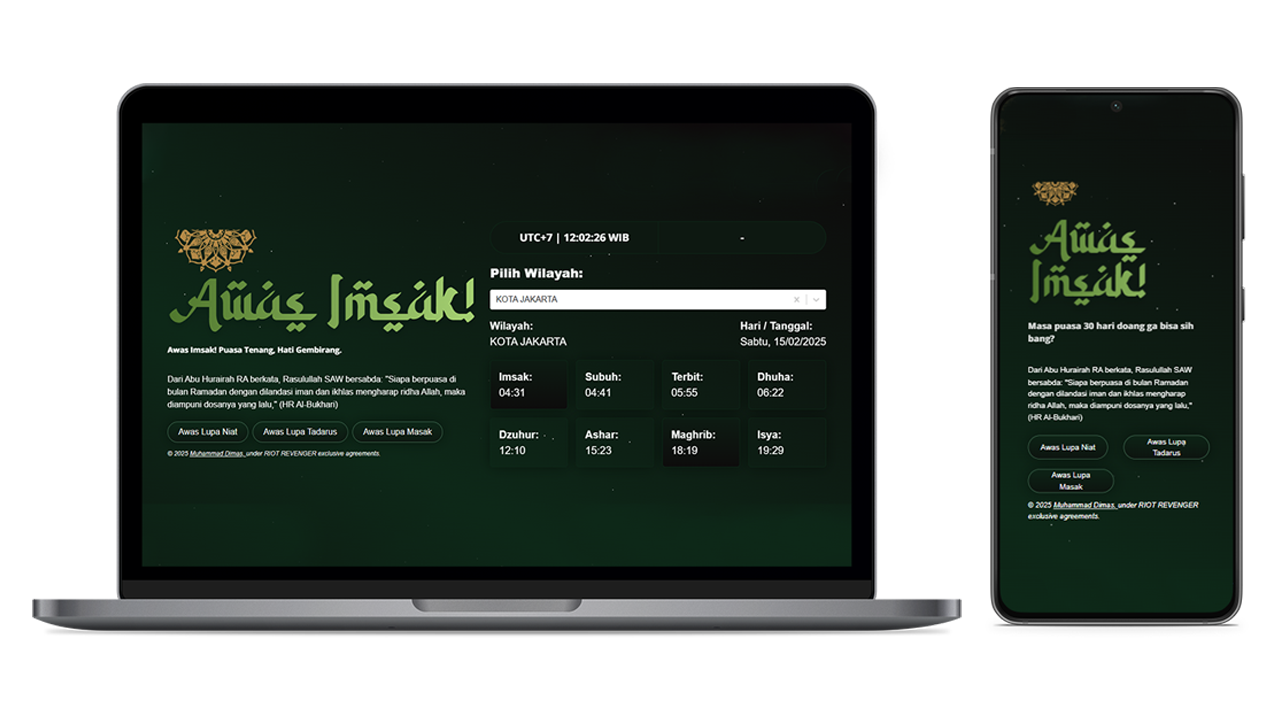 Awas Imsak!
Awas Imsak! Puasa Tenang, Hati Gembirang.
Dari Abu Hurairah RA berkata, Rasulullah SAW bersabda: "Siapa berpuasa di
bulan Ramadan dengan dilandasi iman dan ikhlas mengharap ridha Allah, maka
diampuni dosanya yang lalu," (HR Al-Bukhari)
Awas Lupa Niat
Awas Lupa Tadarus
Awas Lupa Masak
© 2025 Muhammad Dimas, under RIOT REVENGER exclusive agreements.
UTC+7 | 12:02:26 WIB
-
Pilih Wilayah:
KOTA JAKARTA
Wilayah:
KOTA JAKARTA
Hari / Tanggal:
Sabtu, 15/02/2025
Imsak:
04:31
Subuh:
04:41
Terbit:
05:55
Dhuha:
06:22
Dzuhur:
12:10
Ashar:
15:23
Maghrib:
18:19
Isya:
19:29
Awas
Imsak!
Masa puasa 30 hari doang ga bisa sih
bang?
Dari Abu Hurairah RA berkata, Rasulullah SAW
bersabda: "Siapa berpuasa di bulan Ramadan
dengan dilandasi iman dan ikhlas mengharap
ridha Allah, maka diampuni dosanya yang lalu,"
(HR Al-Bukhari)
Awas Lupa Niat
Awas Lupa
Tadarus
Awas Lupa
Masak
© 2025 Muhammad Dimas, under RIOT REVENGER
exclusive agreements.